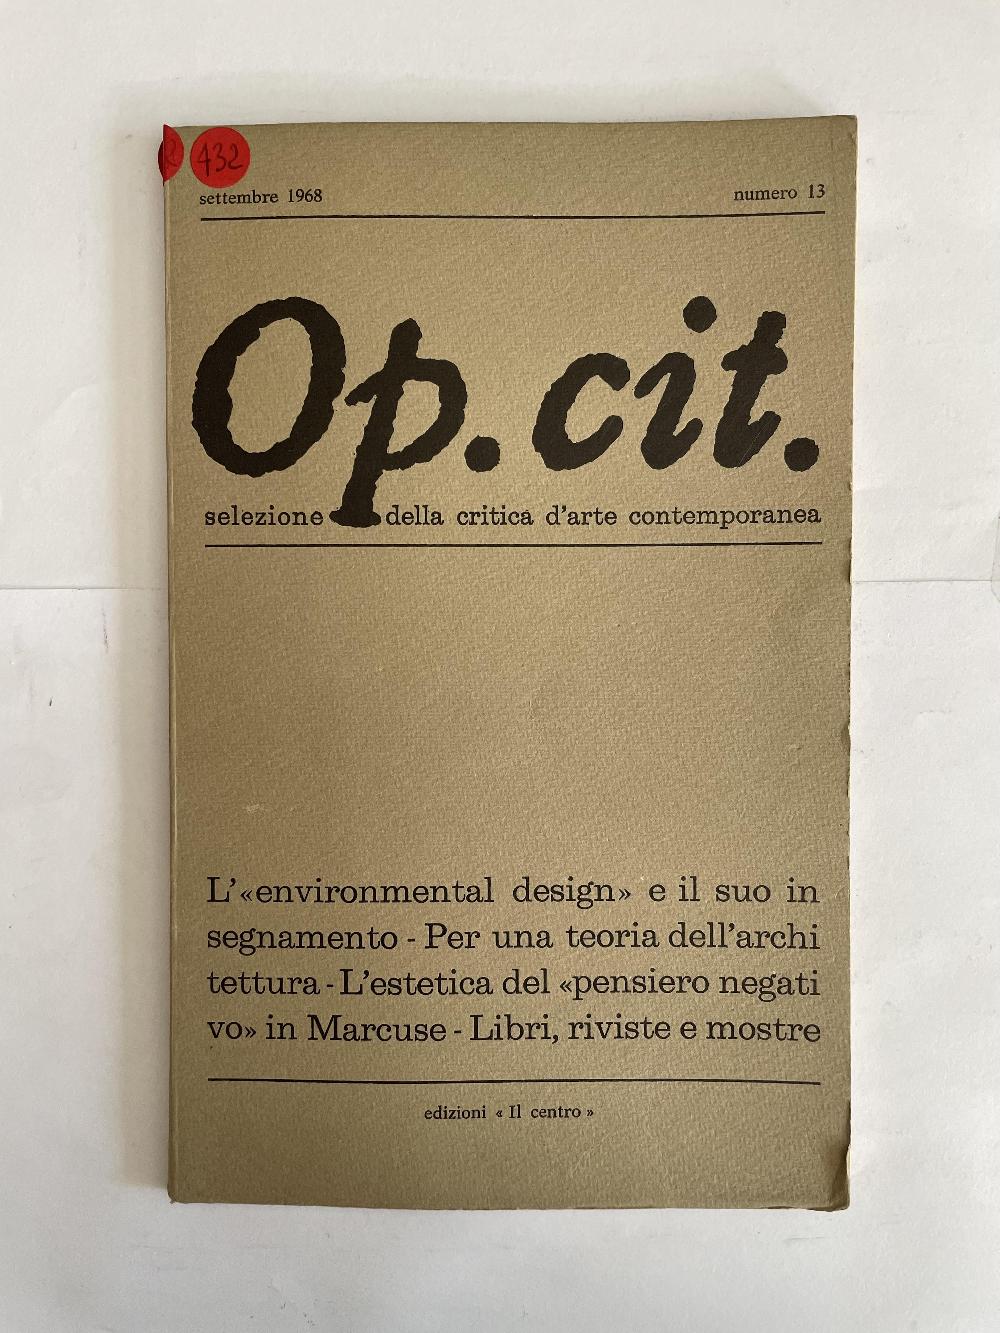 R 432
settembre 1968 numero 13
Op. cit.
selezione della critica d'arte contemporanea
L'«environmental design» e il suo in
segnamento - Per una teoria dell'archi
tettura - L'estetica del «pensiero negati
vo» in Marcuse - Libri, riviste e mostre
edizioni « Il centro »